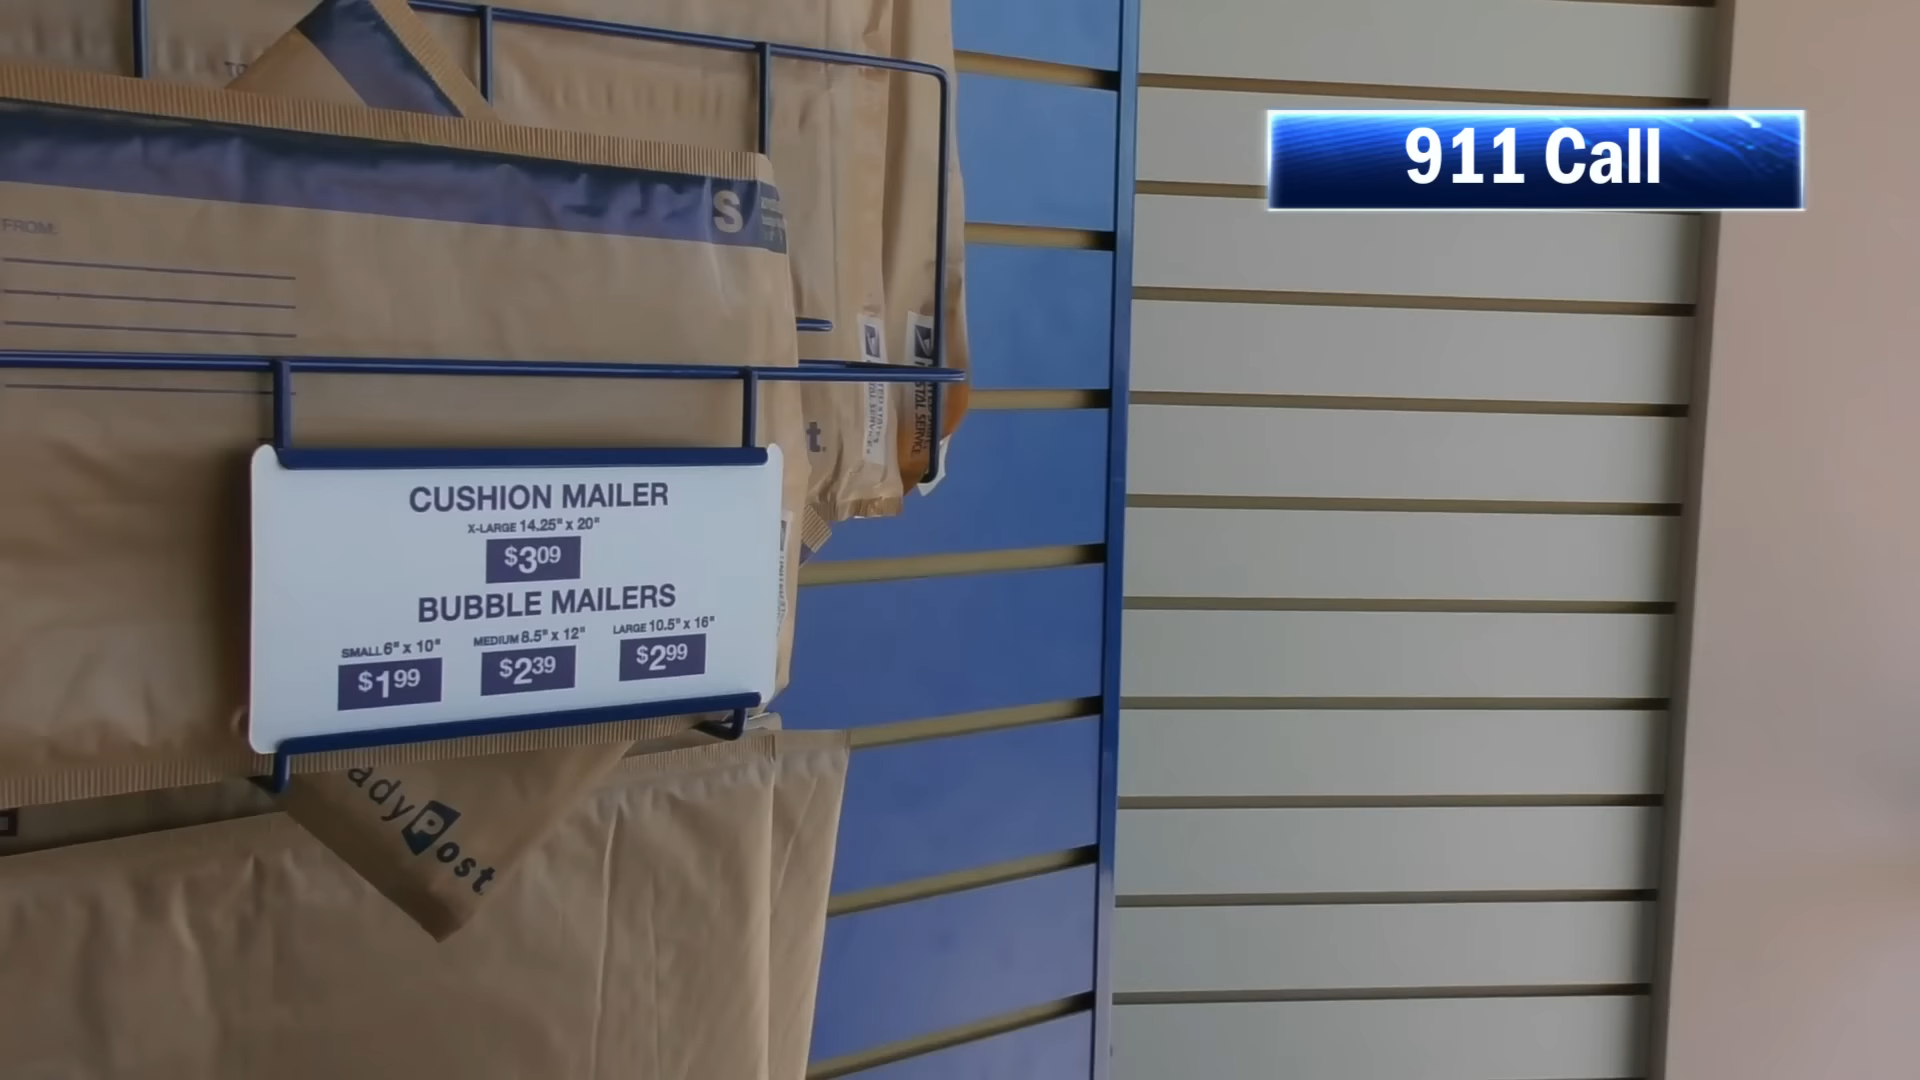 911 Call
S
FROM:
t.
CUSHION MAILER
X-LARGE 14.25" x 20"
$3.09
BUBBLE MAILERS
SMALL 6" x 10" MEDIUM 8.5" x 12" LARGE 10.5" x 16"
$1.99 $2.39 $2.99
adyPost